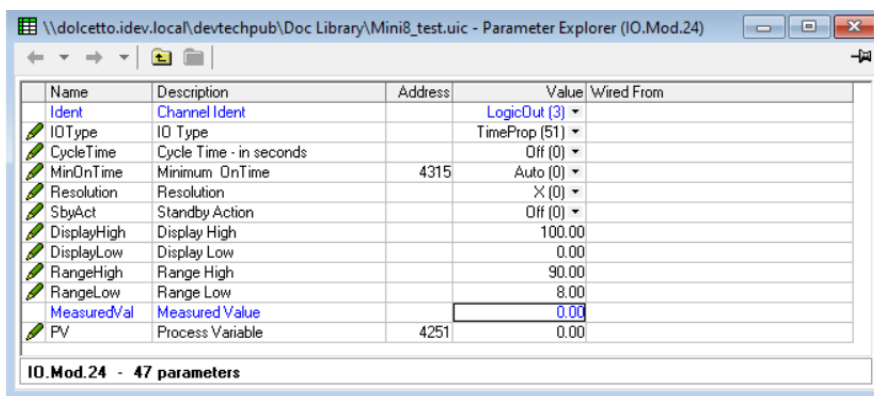 \\dolcetto.idev.local\devtechpub\Doc Library\Mini8_test.uic - Parameter Explorer (IO.Mod.24)
Name Description Address Value Wired From
Ident Channel Ident LogicOut (3)
IOType IO Type TimeProp (51)
CycleTime Cycle Time - in seconds Off (0)
MinOnTime Minimum OnTime 4315 Auto (0)
Resolution Resolution X (0)
SbyAct Standby Action Off (0)
DisplayHigh Display High 100.00
DisplayLow Display Low 0.00
RangeHigh Range High 90.00
RangeLow Range Low 8.00
MeasuredVal Measured Value 0.00
PV Process Variable 4251 0.00
IO.Mod.24 - 47 parameters